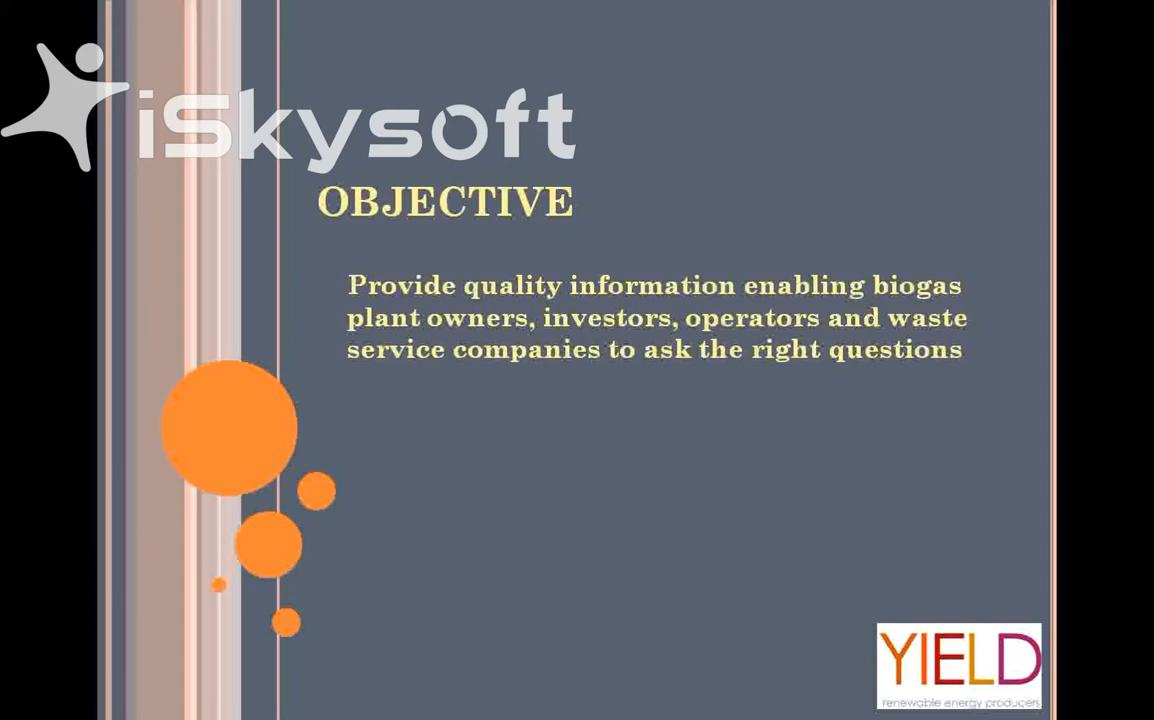 iSkysoft
OBJECTIVE
Provide quality information enabling biogas
plant owners, investors, operators and waste
service companies to ask the right questions
YIELD
renewable energy producers